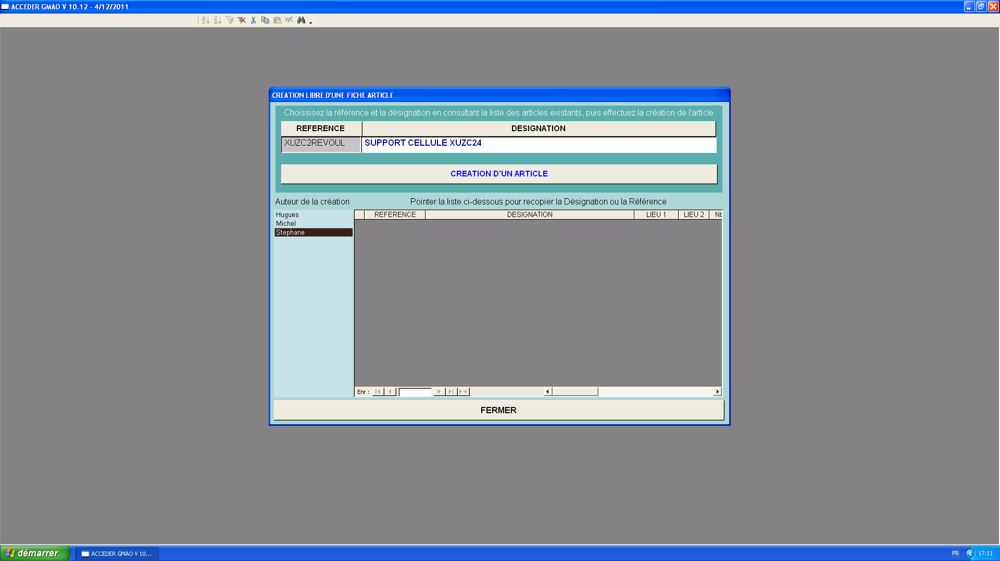 ACCEDER GMAO V 10.12 - 4/12/2011
CREATION LIBRE D'UNE FICHE ARTICLE
Choissisez la référence et la désignation en consultant la liste des articles existants, puis effectuez la création de l'article
REFERENCE DESIGNATION
XUZC2REVOUL SUPPORT CELLULE XUZC24
CREATION D'UN ARTICLE
Auteur de la création Pointer la liste ci-dessous pour recopier la Désignation ou la Référence
REFERENCE DESIGNATION LIEU 1 LIEU 2 Nb
Hugues
Michel
Stephane
Enr :
FERMER
démarrer ACCEDER GMAO V 10... FR 17:11